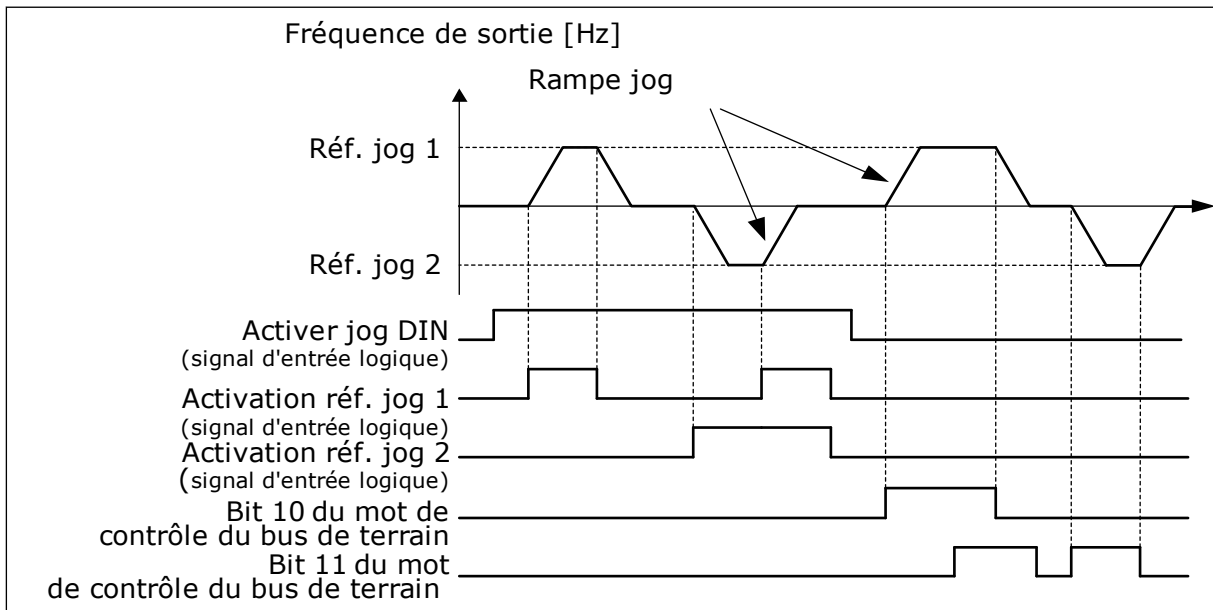 Fréquence de sortie [Hz]
Rampe jog
Réf. jog 1
Réf. jog 2
Activer jog DIN
(signal d'entrée logique)
Activation réf. jog 1
(signal d'entrée logique)
Activation réf. jog 2
(signal d'entrée logique)
Bit 10 du mot de
contrôle du bus de terrain
Bit 11 du mot
de contrôle du bus de terrain